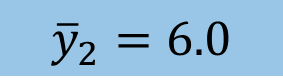 ȳ₂ = 6.0